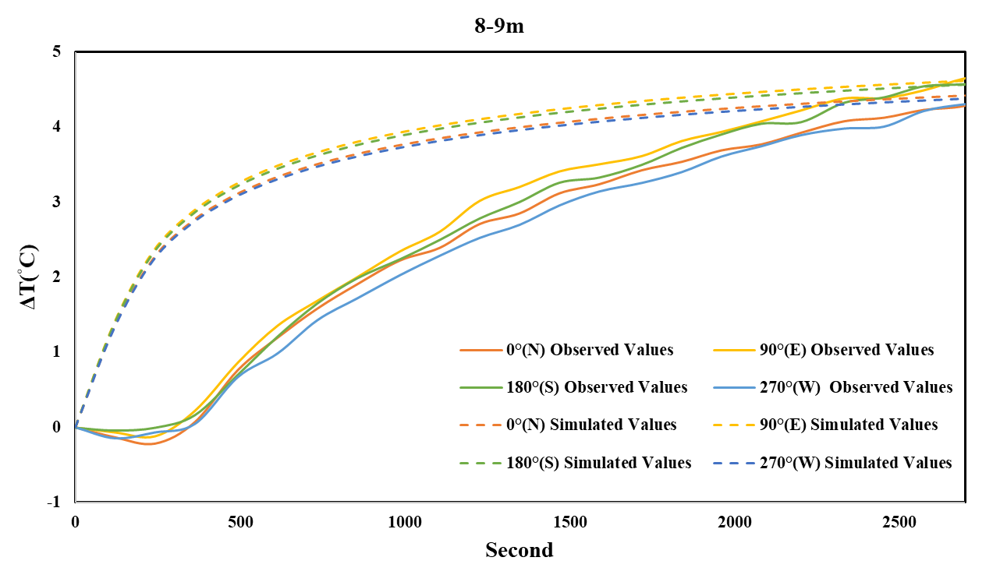 8-9m
5
4
3
2
1
0
-1
ΔT(°C)
0°(N) Observed Values
90°(E) Observed Values
180°(S) Observed Values
270°(W)  Observed Values
0°(N) Simulated Values
90°(E) Simulated Values
180°(S) Simulated Values
270°(W) Simulated Values
0 500 1000 1500 2000 2500
Second